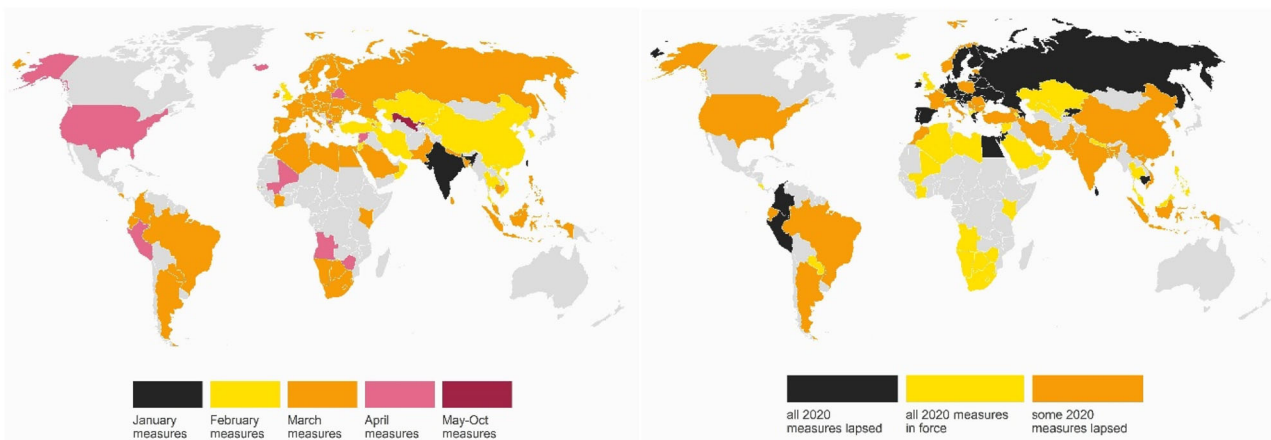 January
measures
February
measures
March
measures
April
measures
May-Oct
measures
all 2020
measures lapsed
all 2020 measures
in force
some 2020
measures lapsed